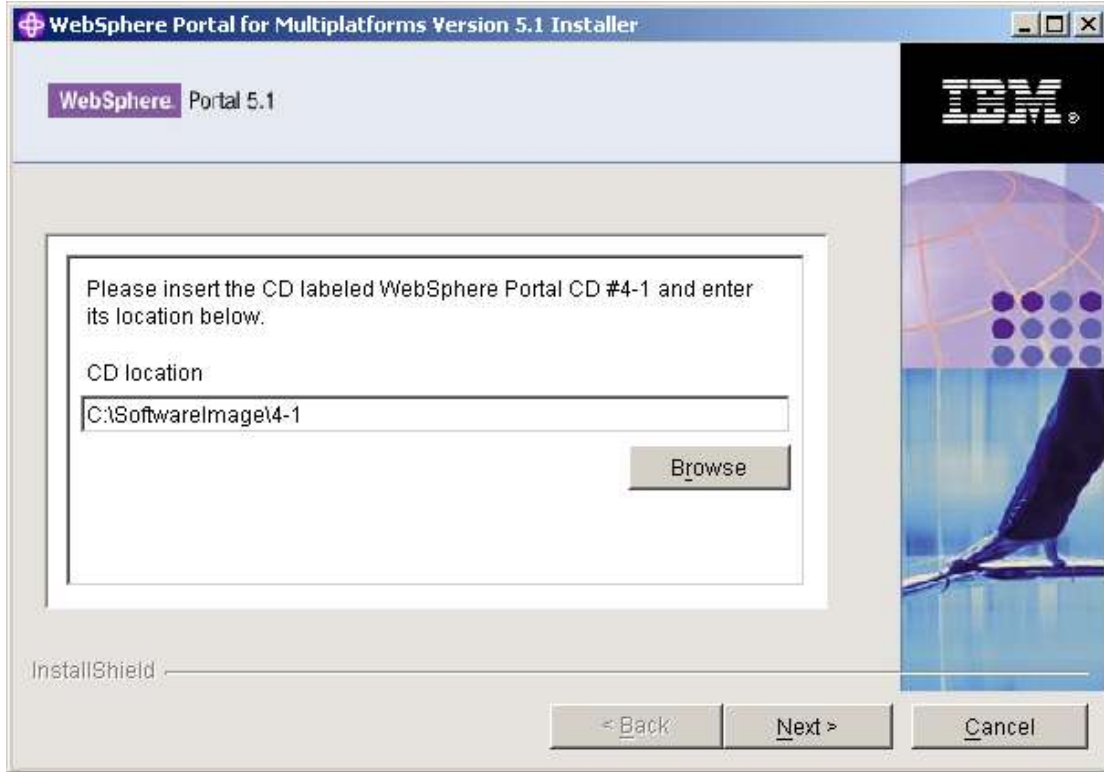 WebSphere Portal for Multiplatforms Version 5.1 Installer
WebSphere. Portal 5.1
IBM®
Please insert the CD labeled WebSphere Portal CD #4-1 and enter
its location below.
CD location
C:\SoftwareImage\4-1
Browse
InstallShield
< Back
Next >
Cancel